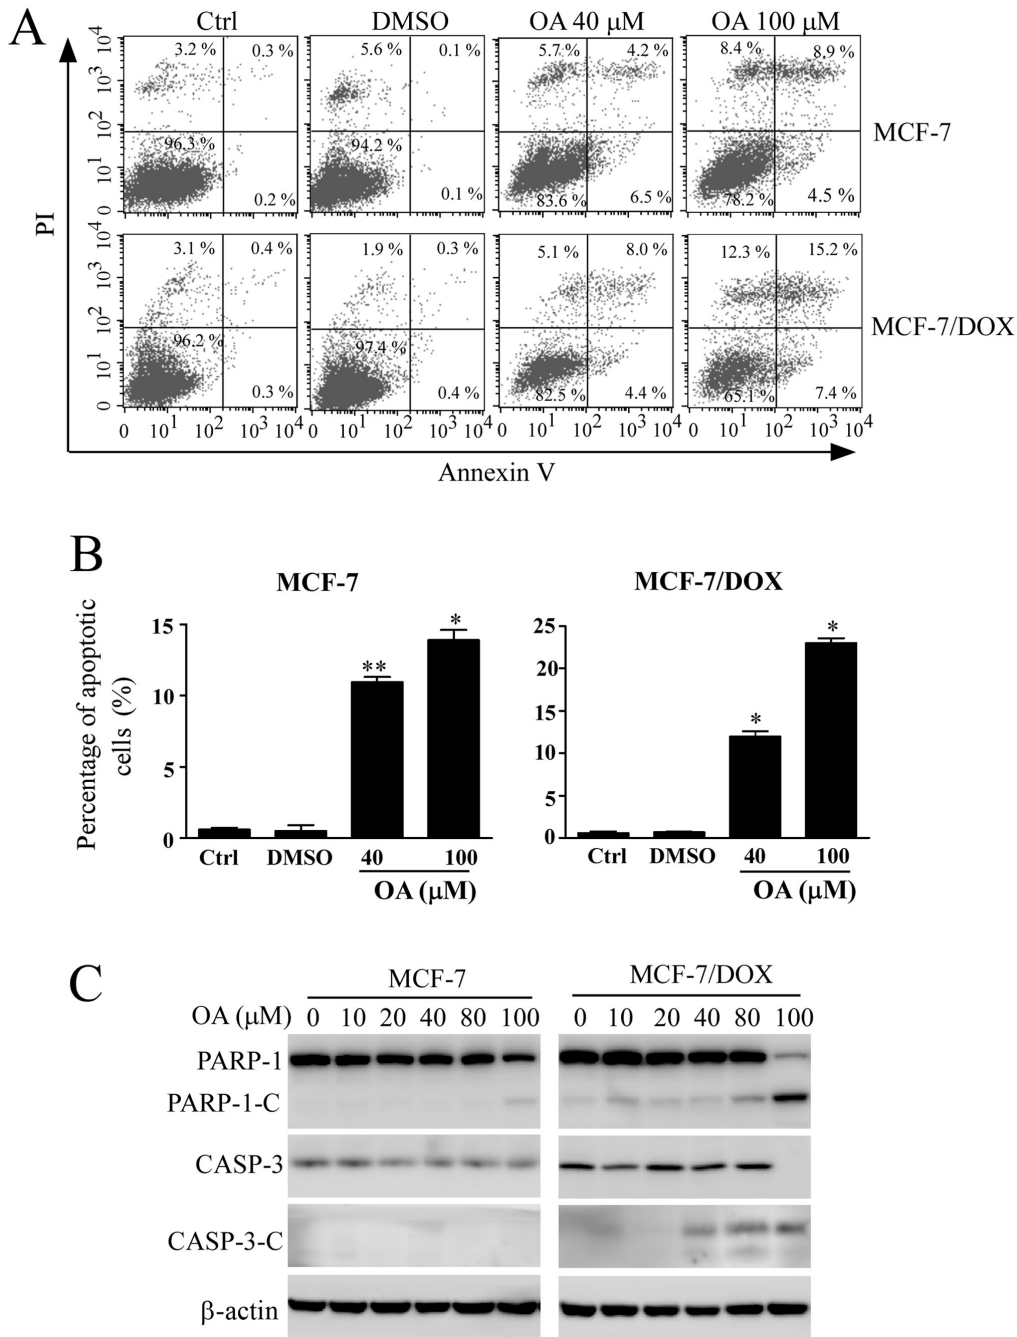 A
Ctrl DMSO OA 40 μM OA 100 μM
10⁴ 3.2 % 0.3 % 5.6 % 0.1 % 5.7 % 4.2 % 8.4 % 8.9 %
10³
10² MCF-7
96.3 % 94.2 %
10¹
0 0.2 % 0.1 % 83.6 % 6.5 % 78.2 % 4.5 %
PI
10⁴ 3.1 % 0.4 % 1.9 % 0.3 % 5.1 % 8.0 % 12.3 % 15.2 %
10³
10² MCF-7/DOX
96.2 % 97.4 %
10¹
0 0.3 % 0.4 % 82.5 % 4.4 % 65.1 % 7.4 %
0 10¹ 10² 10³ 10⁴ 0 10¹ 10² 10³ 10⁴ 0 10¹ 10² 10³ 10⁴ 0 10¹ 10² 10³ 10⁴
Annexin V
B
MCF-7
Percentage of apoptotic
cells (%)
15
10
5
0
** *
Ctrl DMSO 40 100
OA (μM)
MCF-7/DOX
25
20
15
10
5
0
* *
Ctrl DMSO 40 100
OA (μM)
C
MCF-7 MCF-7/DOX
OA (μM) 0 10 20 40 80 100 0 10 20 40 80 100
PARP-1
PARP-1-C
CASP-3
CASP-3-C
β-actin